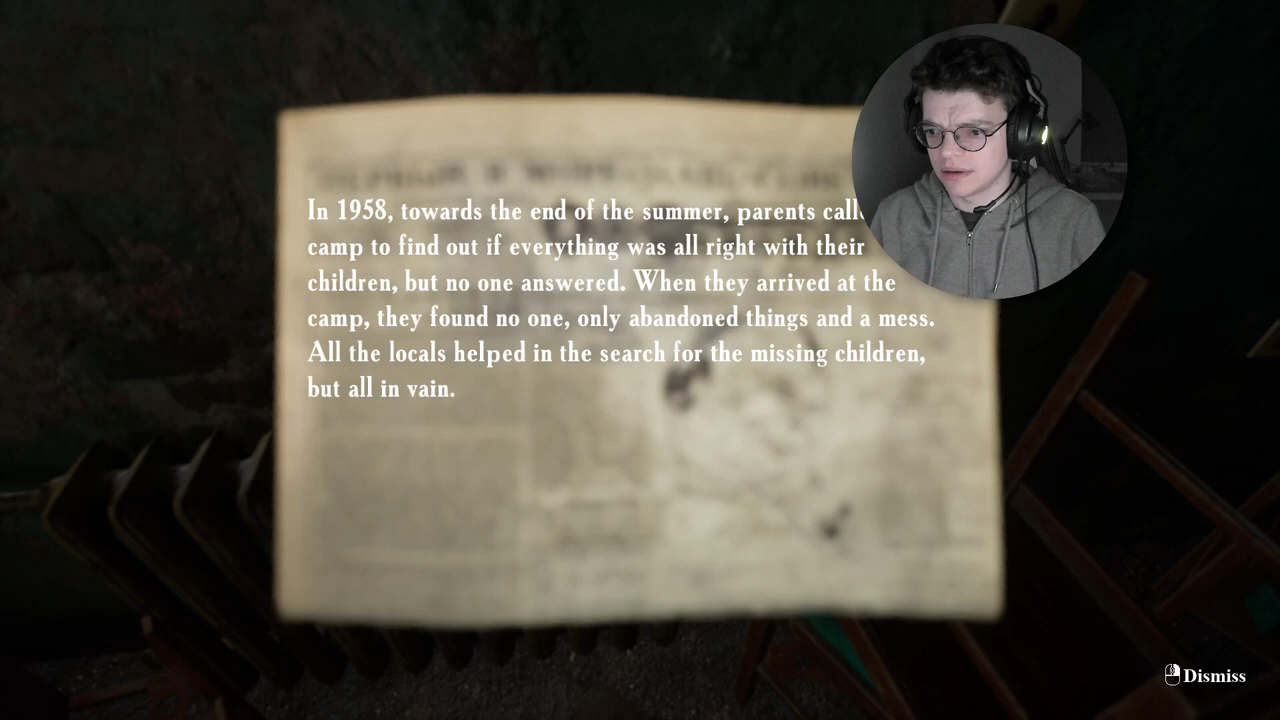 In 1958, towards the end of the summer, parents
camp to find out if everything was all right with their
children, but no one answered. When they arrived at the
camp, they found no one, only abandoned things and a mess.
All the locals helped in the search for the missing children,
but all in vain.
Dismiss